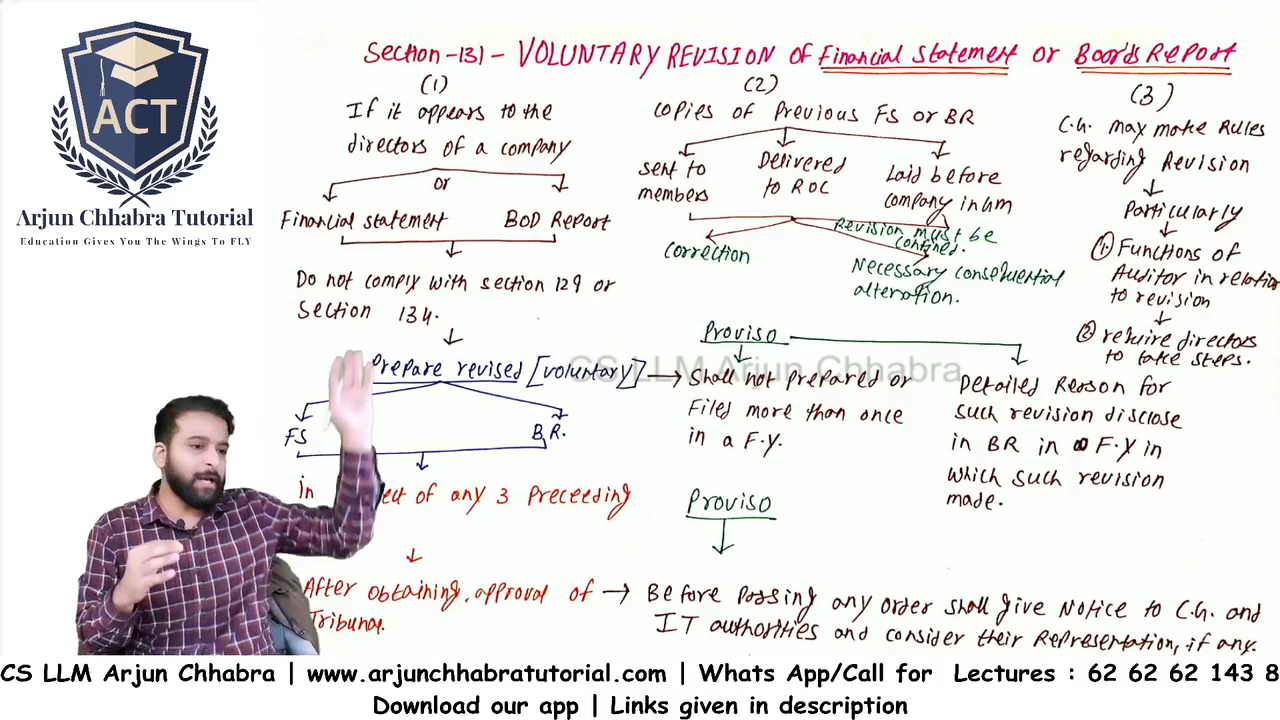 ACT
Arjun Chhabra Tutorial
Education Gives You The Wings To FLY
Section-131 - VOLUNTARY REVISION OF Financial Statement or Board's REPORT
(1)
If it appears to the
directors of a company
or
Financial statement BOD Report
Do not comply with section 129 or
Section 134.
Prepare revised [voluntary]
FS B.R.
in of any 3 Preceeding
After obtaining approval of
Tribunal.
(2)
copies of Previous FS or BR
sent to
members
Delivered
to ROC
Laid before
company in GM
Revision must be
confined.
correction
Necessary consequential
alteration.
Proviso
Shall not prepared or
Filed more than once
in a F.Y.
Detailed Reason for
such revision disclose
in BR in F.Y in
which such revision
made.
Proviso
Before Passing any order shall give Notice to C.G. and
IT authorities and consider their Representation, if any.
(3)
C.G. may make Rules
regarding Revision
Particularly
1. Functions of
Auditor in relation
to revision
2 require directors
to take steps.
CS LLM Arjun Chhabra
CS LLM Arjun Chhabra | www.arjunchhabratutorial.com | Whats App/Call for Lectures : 62 62 62 143 8
Download our app | Links given in description